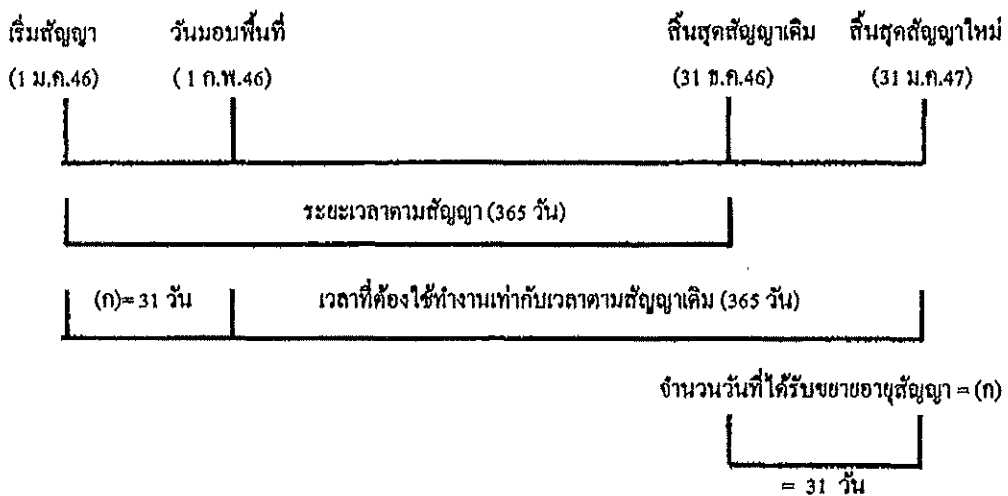 เริ่มสัญญา วันมอบพื้นที่ สิ้นสุดสัญญาเดิม สิ้นสุดสัญญาใหม่
(1 ม.ค.46) (1 ก.พ.46) (31 ธ.ค.46) (31 ม.ค.47)
ระยะเวลาตามสัญญา (365 วัน)
(ก)= 31 วัน เวลาที่ต้องใช้ทำงานเท่ากับเวลาตามสัญญาเดิม (365 วัน)
จำนวนวันที่ได้รับขยายอายุสัญญา = (ก)
= 31 วัน